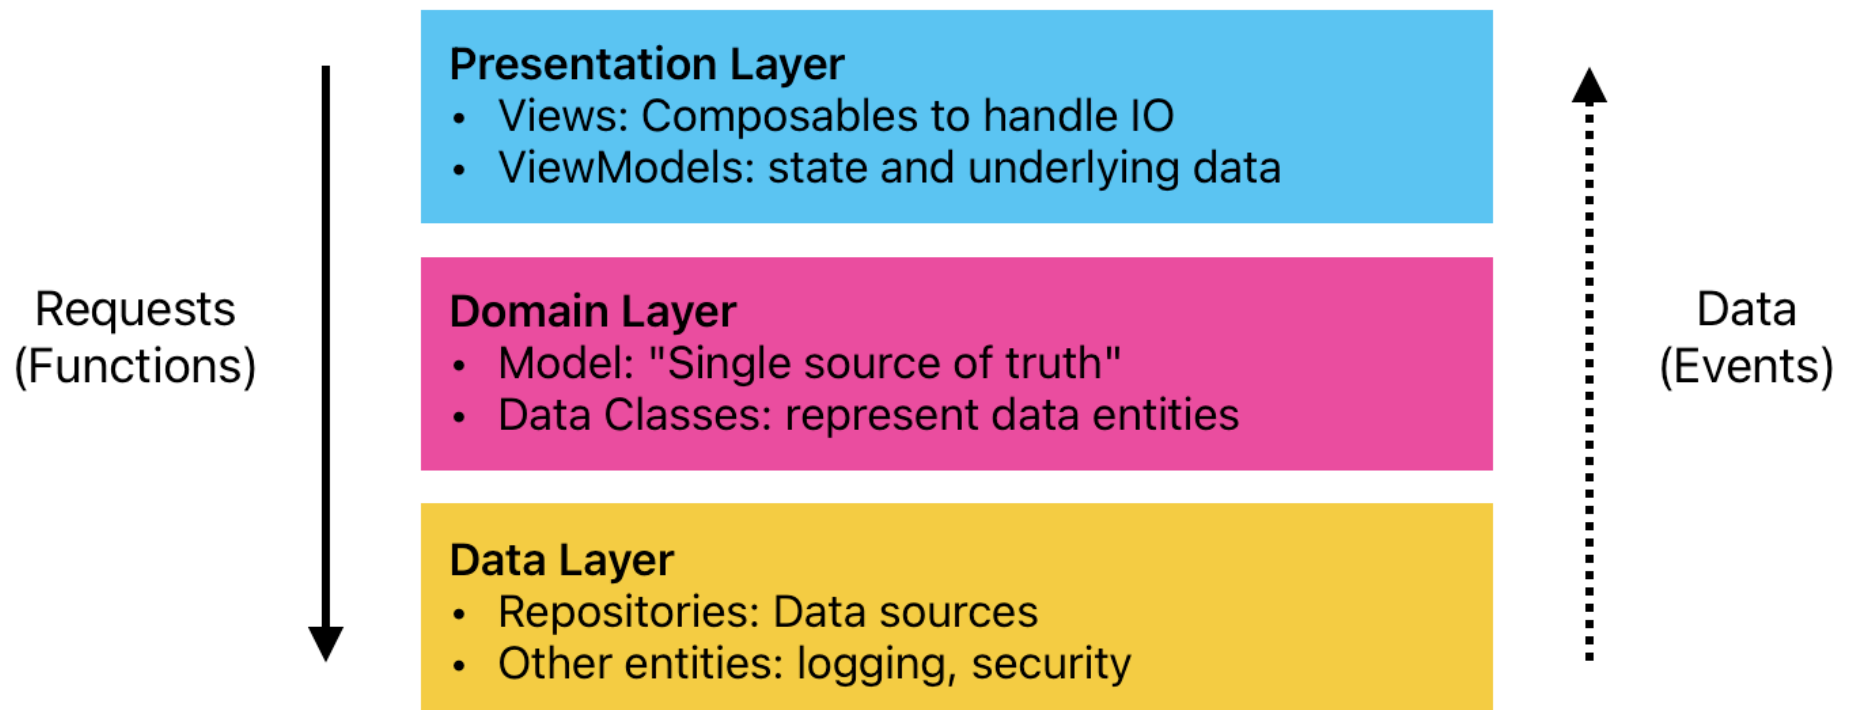 Presentation Layer
• Views: Composables to handle IO
• ViewModels: state and underlying data
Requests
(Functions)
Domain Layer
• Model: "Single source of truth"
• Data Classes: represent data entities
Data
(Events)
Data Layer
• Repositories: Data sources
• Other entities: logging, security